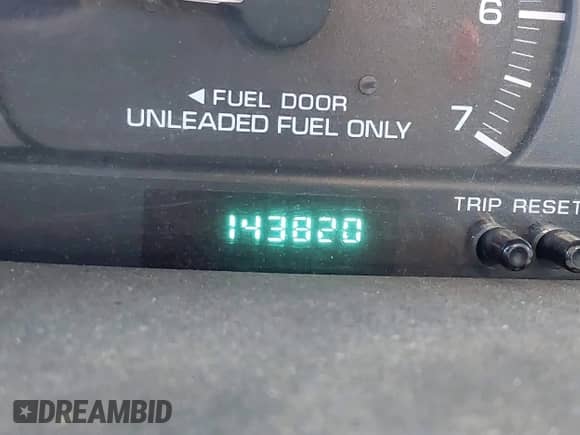 6
◄ FUEL DOOR
UNLEADED FUEL ONLY
7
143820
TRIP RESET
DREAMBID